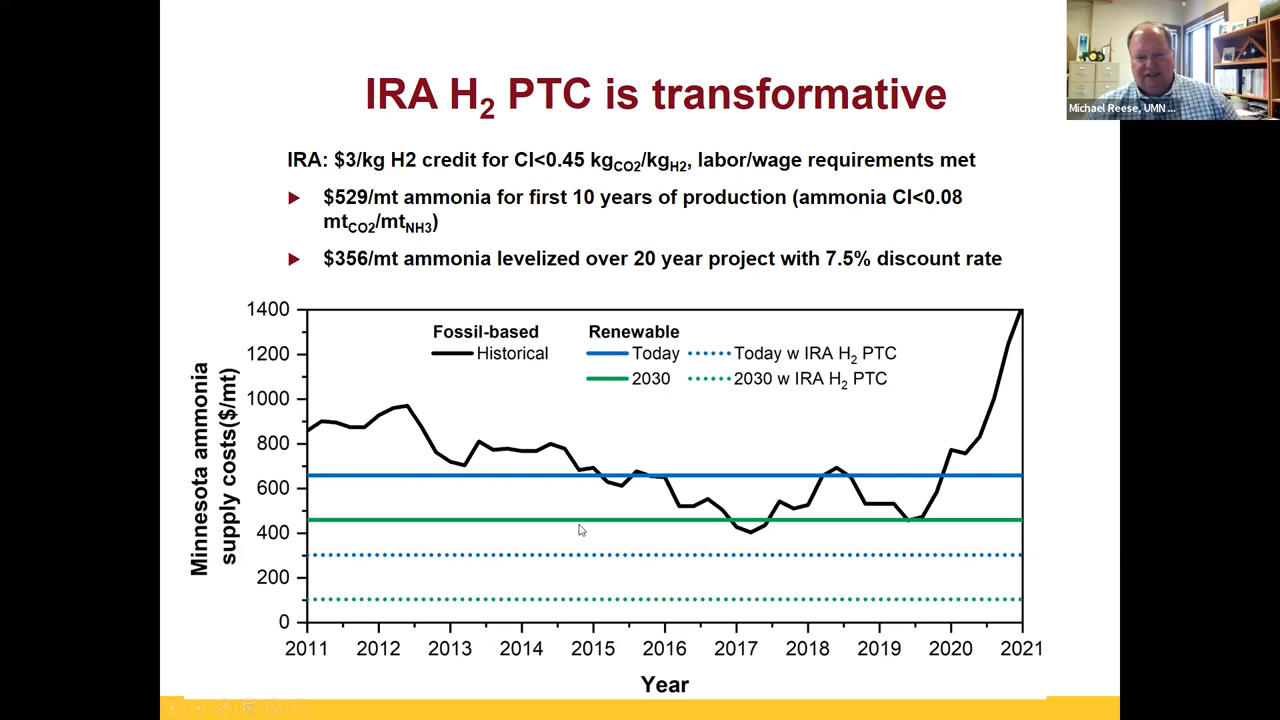 IRA H2 PTC is transformative
Michael Reese, UMN ...
IRA: $3/kg H2 credit for CI<0.45 kgCO2/kgH2, labor/wage requirements met
$529/mt ammonia for first 10 years of production (ammonia CI<0.08
mtCO2/mtNH3)
$356/mt ammonia levelized over 20 year project with 7.5% discount rate
Fossil-based Renewable
Historical Today Today w IRA H2 PTC
2030 2030 w IRA H2 PTC
Minnesota ammonia
supply costs($/mt)
1400
1200
1000
800
600
400
200
0
2011 2012 2013 2014 2015 2016 2017 2018 2019 2020 2021
Year